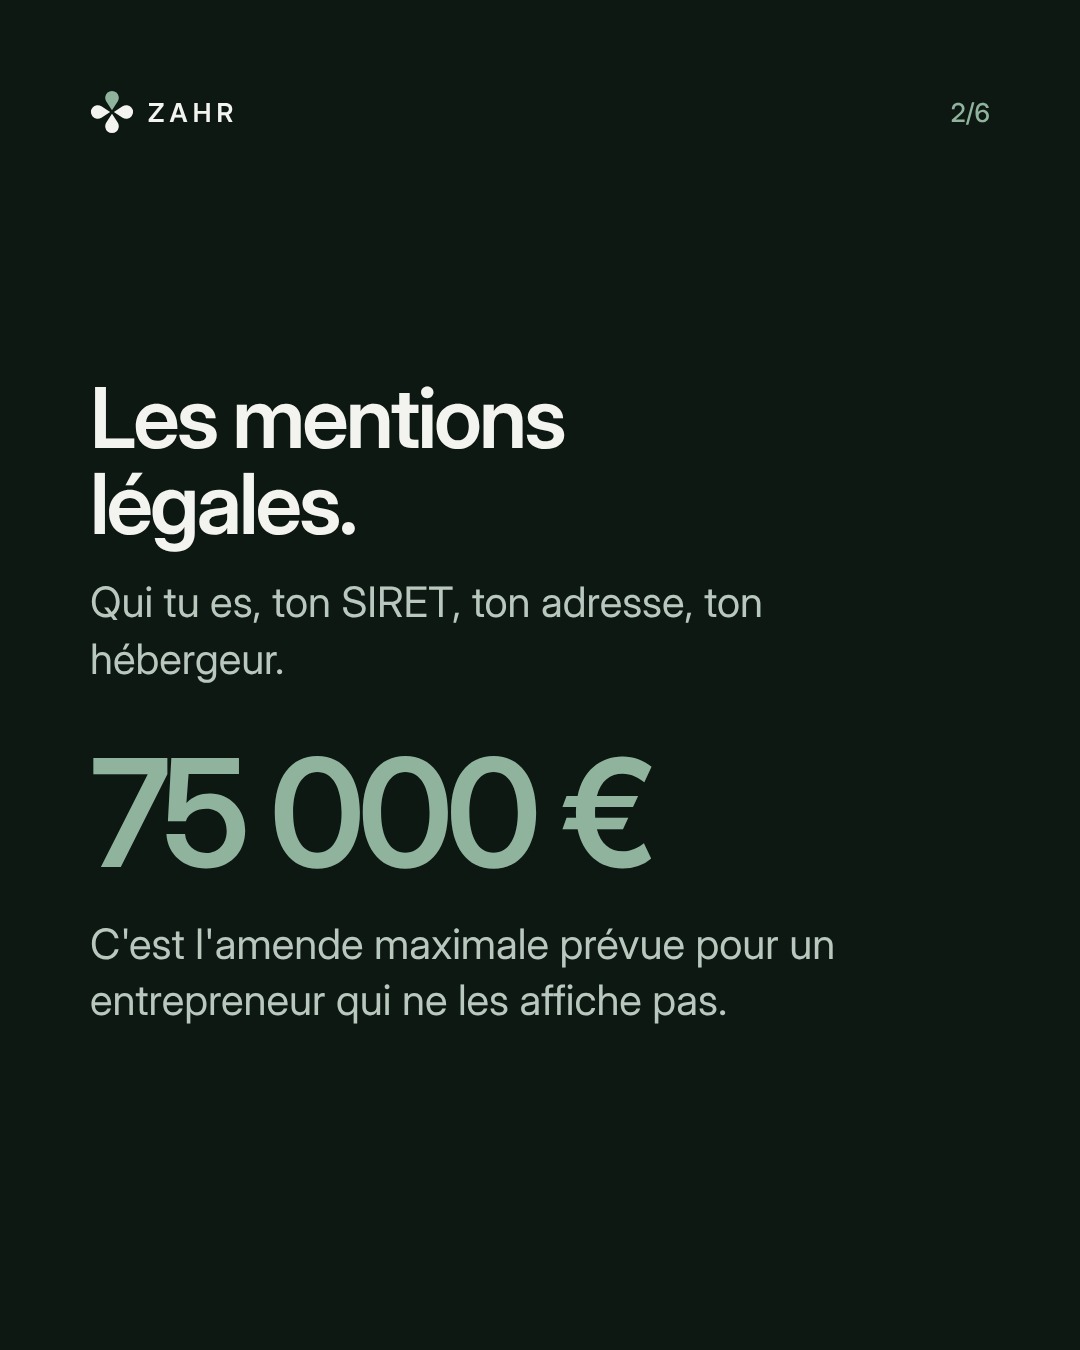 ZAHR
2/6
Les mentions
légales.
Qui tu es, ton SIRET, ton adresse, ton
hébergeur.
75 000 €
C'est l'amende maximale prévue pour un
entrepreneur qui ne les affiche pas.